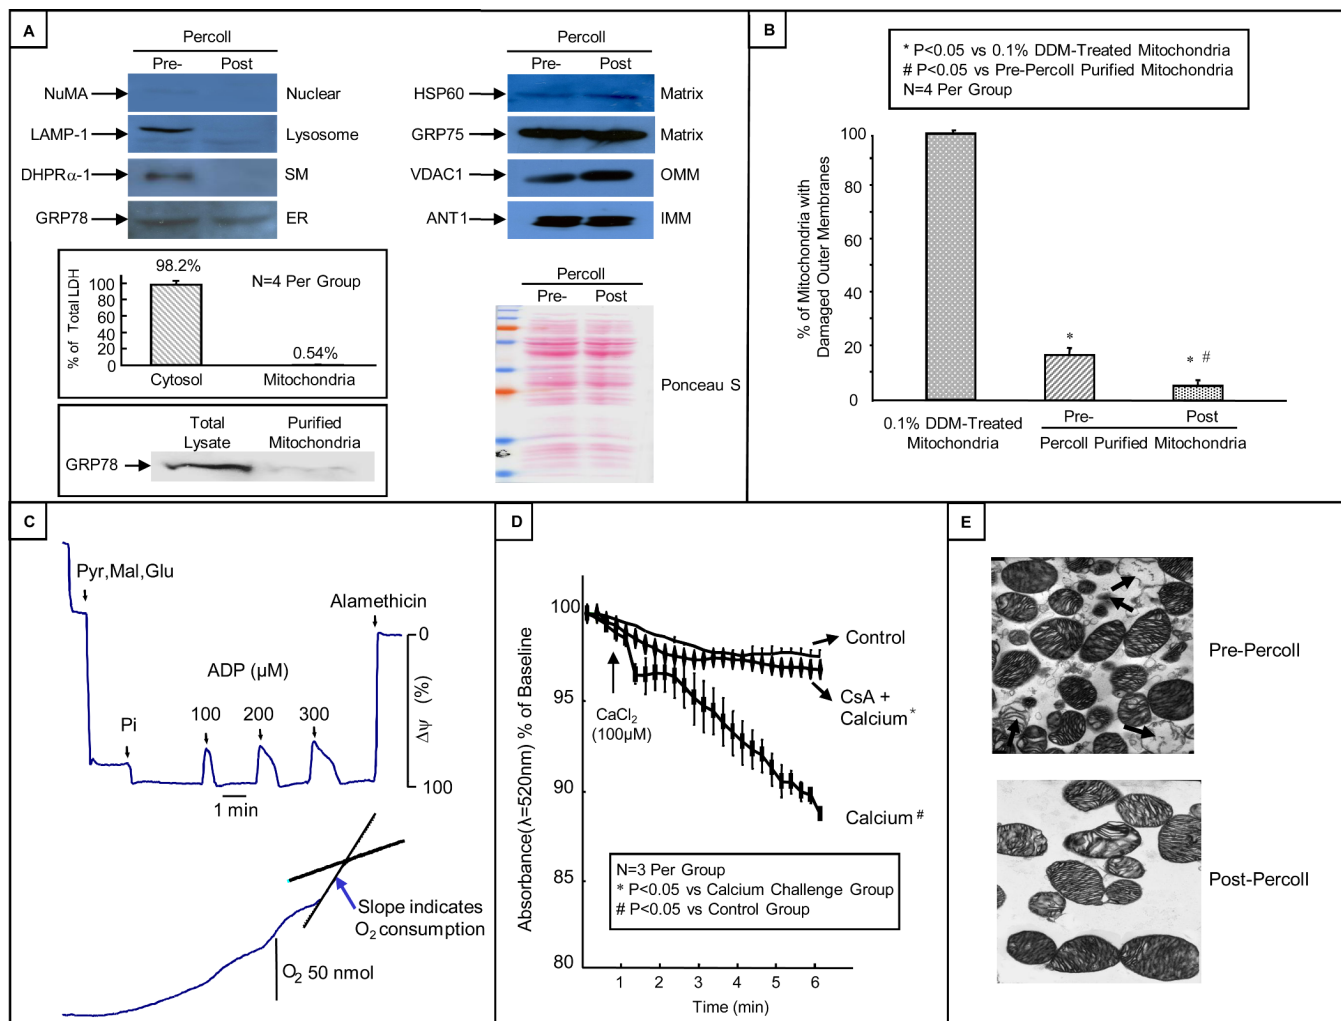 A
Percoll
Pre- Post
NuMA Nuclear
LAMP-1 Lysosome
DHPRα-1 SM
GRP78 ER
Percoll
Pre- Post
HSP60 Matrix
GRP75 Matrix
VDAC1 OMM
ANT1 IMM
% of Total LDH
100
80
60
40
20
0
98.2%
N=4 Per Group
0.54%
Cytosol Mitochondria
Total Lysate
Purified Mitochondria
GRP78
Percoll
Pre- Post
Ponceau S
B
* P<0.05 vs 0.1% DDM-Treated Mitochondria
# P<0.05 vs Pre-Percoll Purified Mitochondria
N=4 Per Group
% of Mitochondria with
Damaged Outer Membranes
100
80
60
40
20
0
*
* #
0.1% DDM-Treated
Mitochondria
Pre- Post
Percoll Purified Mitochondria
C
Pyr,Mal,Glu
Alamethicin
0
ADP (µM)
Pi
100 200 300
Δψ (%)
100
1 min
Slope indicates
O2 consumption
O2 50 nmol
D
Absorbance(λ=520nm) % of Baseline
100
95
90
85
80
Control
CsA +
Calcium*
CaCl2
(100µM)
Calcium#
N=3 Per Group
* P<0.05 vs Calcium Challenge Group
# P<0.05 vs Control Group
1 2 3 4 5 6
Time (min)
E
Pre-Percoll
Post-Percoll